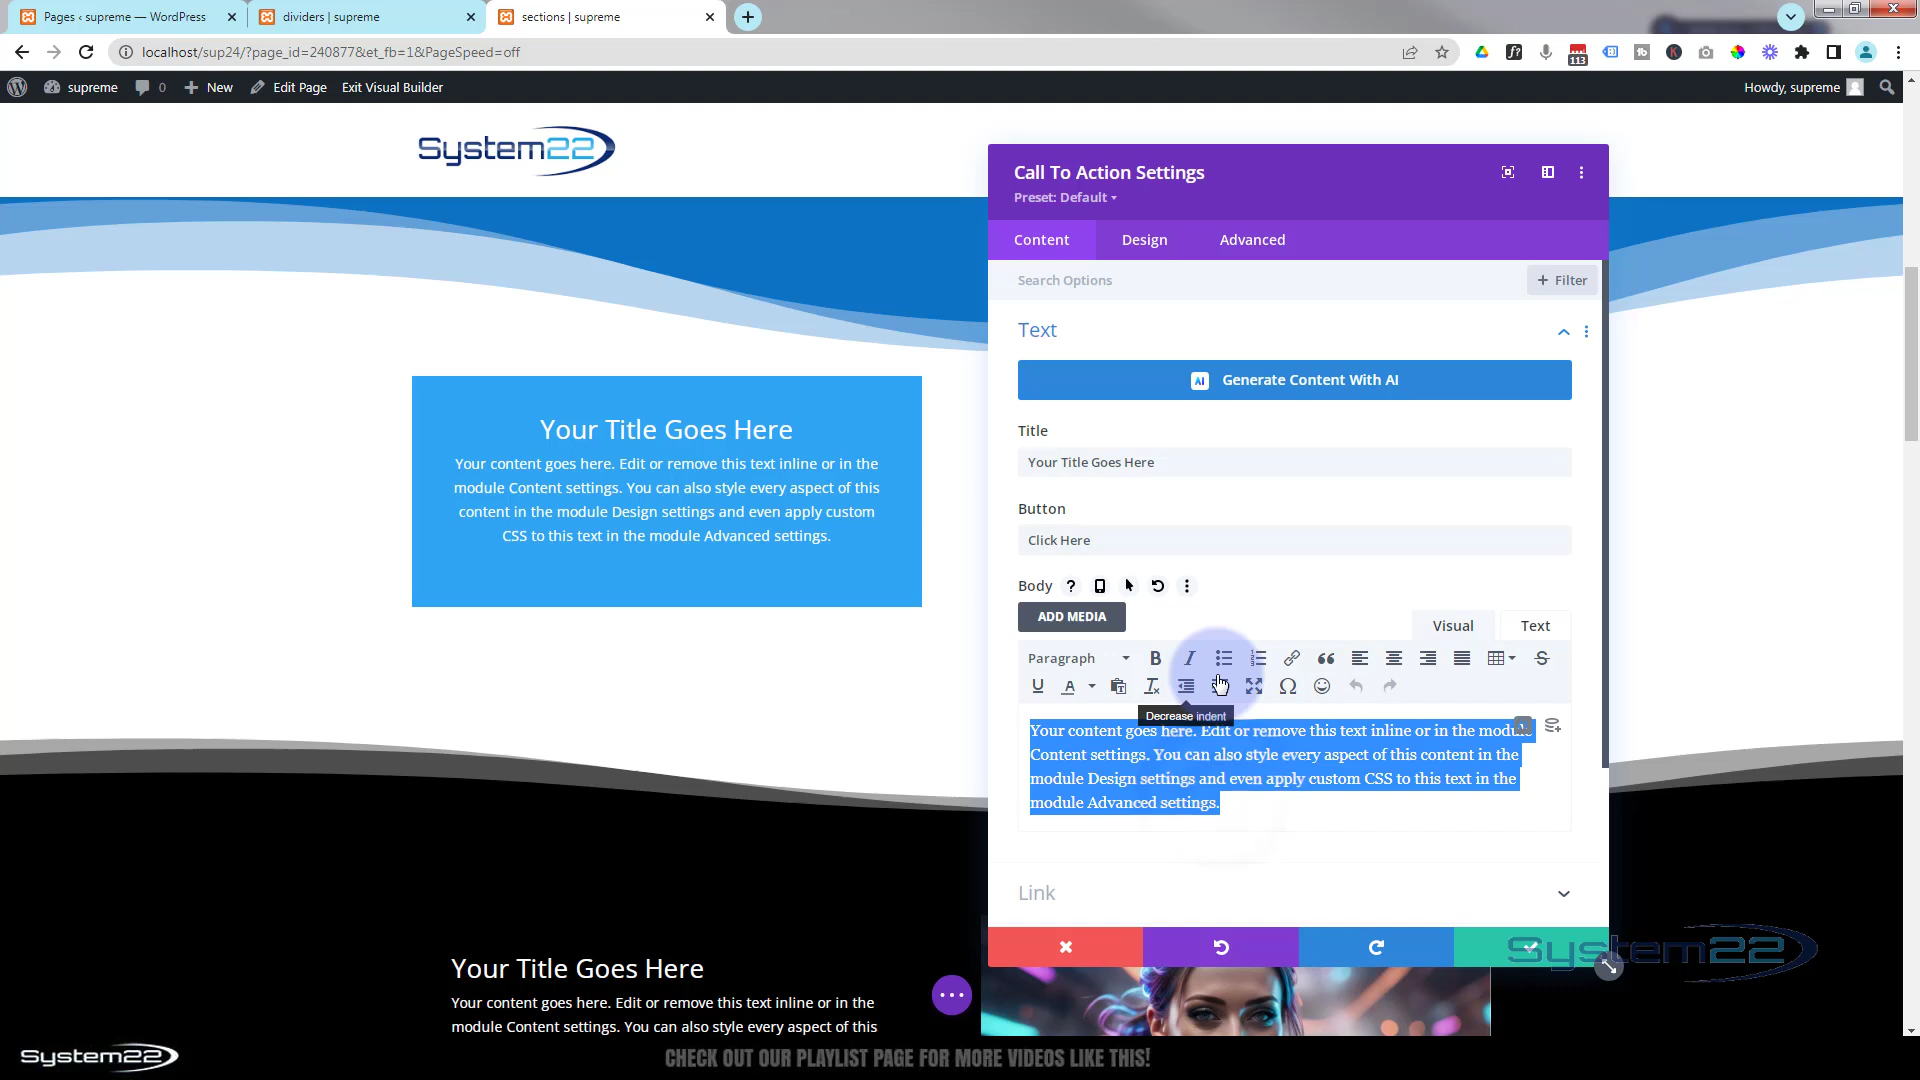 Pages ‹ supreme — WordPress
dividers | supreme
sections | supreme
localhost/sup24/?page_id=240877&et_fb=1&PageSpeed=off
113
supreme
0
New
Edit Page
Exit Visual Builder
Howdy, supreme
System22
Call To Action Settings
Preset: Default
Content
Design
Advanced
Search Options
+ Filter
Text
AI Generate Content With AI
Title
Your Title Goes Here
Button
Click Here
Body
ADD MEDIA
Visual
Text
Paragraph
Decrease indent
Your content goes here. Edit or remove this text inline or in the module
Content settings. You can also style every aspect of this content in the
module Design settings and even apply custom CSS to this text in the
module Advanced settings.
Link
Your Title Goes Here
Your content goes here. Edit or remove this text inline or in the
module Content settings. You can also style every aspect of this
content in the module Design settings and even apply custom
CSS to this text in the module Advanced settings.
Your Title Goes Here
Your content goes here. Edit or remove this text inline or in the
module Content settings. You can also style every aspect of this
System22
System22
CHECK OUT OUR PLAYLIST PAGE FOR MORE VIDEOS LIKE THIS!